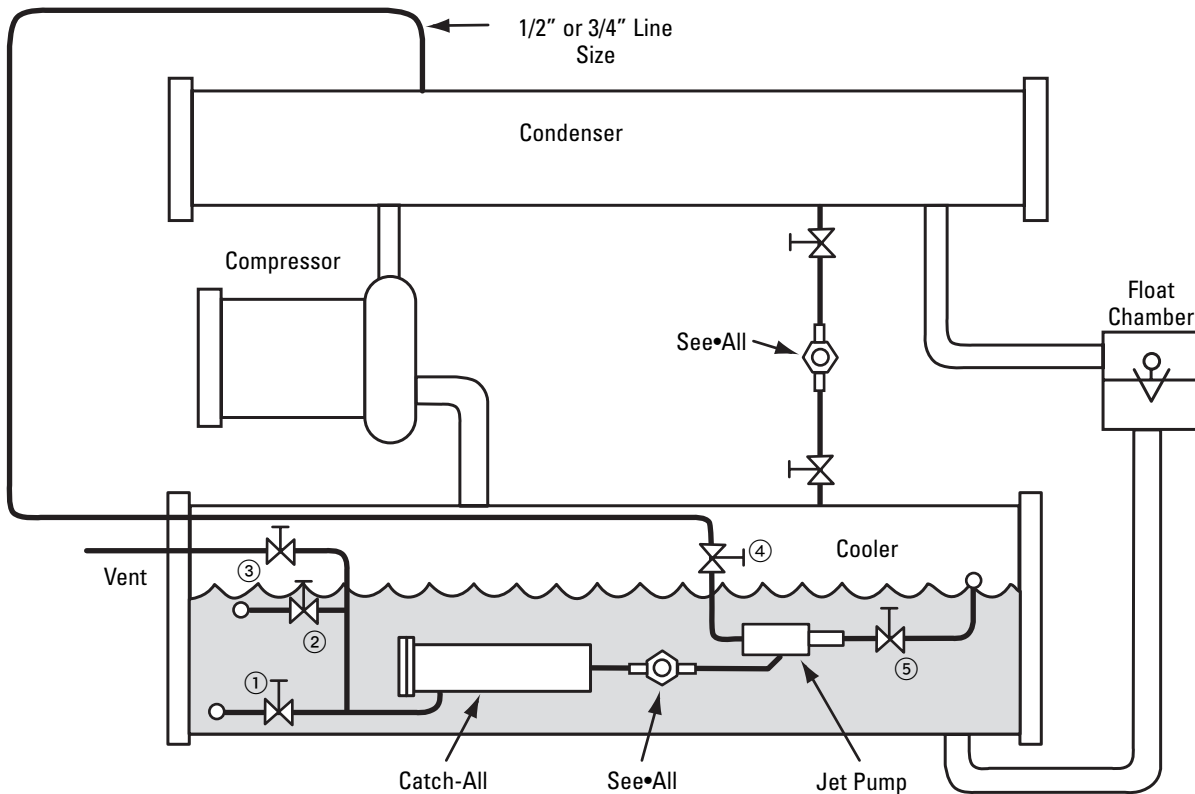 1/2” or 3/4” Line
Size
Condenser
Compressor
Float
Chamber
See•All
④
Cooler
③
Vent
②
⑤
①
Catch-All
See•All
Jet Pump